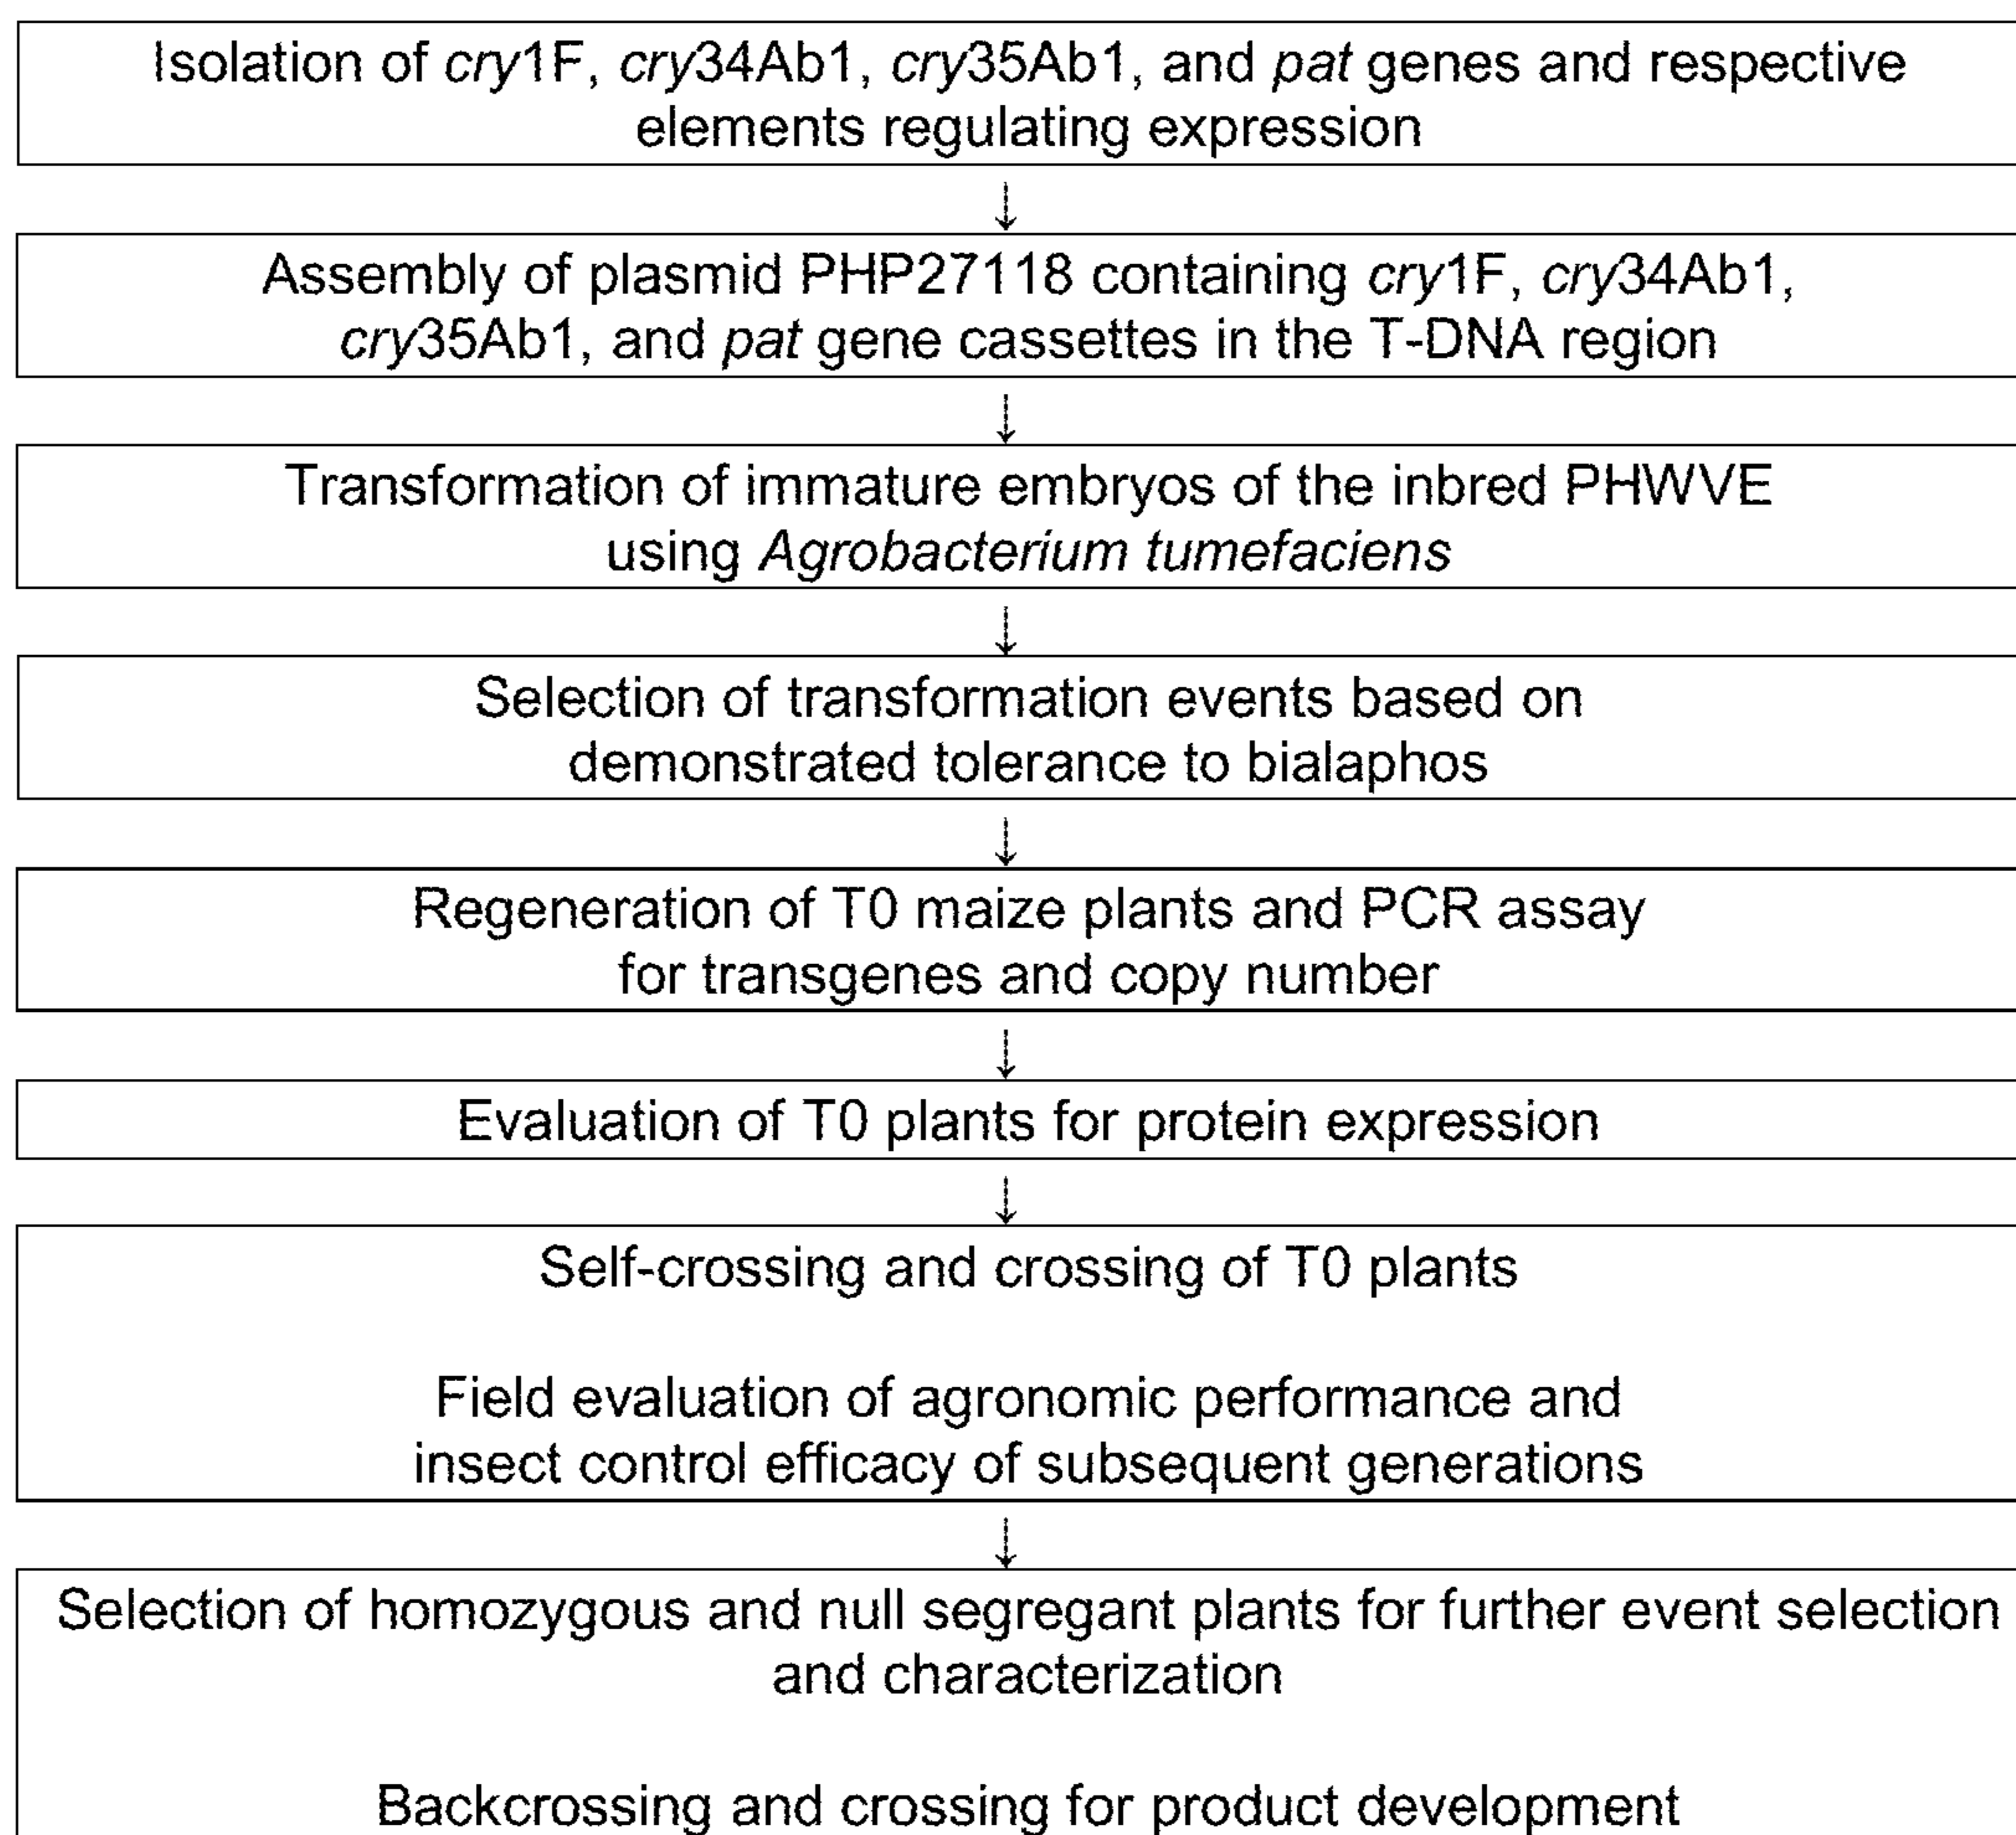 Isolation of cry1F, cry34Ab1, cry35Ab1, and pat genes and respective
elements regulating expression
↓
Assembly of plasmid PHP27118 containing cry1F, cry34Ab1,
cry35Ab1, and pat gene cassettes in the T-DNA region
↓
Transformation of immature embryos of the inbred PHWVE
using Agrobacterium tumefaciens
↓
Selection of transformation events based on
demonstrated tolerance to bialaphos
↓
Regeneration of T0 maize plants and PCR assay
for transgenes and copy number
↓
Evaluation of T0 plants for protein expression
↓
Self-crossing and crossing of T0 plants
Field evaluation of agronomic performance and
insect control efficacy of subsequent generations
↓
Selection of homozygous and null segregant plants for further event selection
and characterization
Backcrossing and crossing for product development